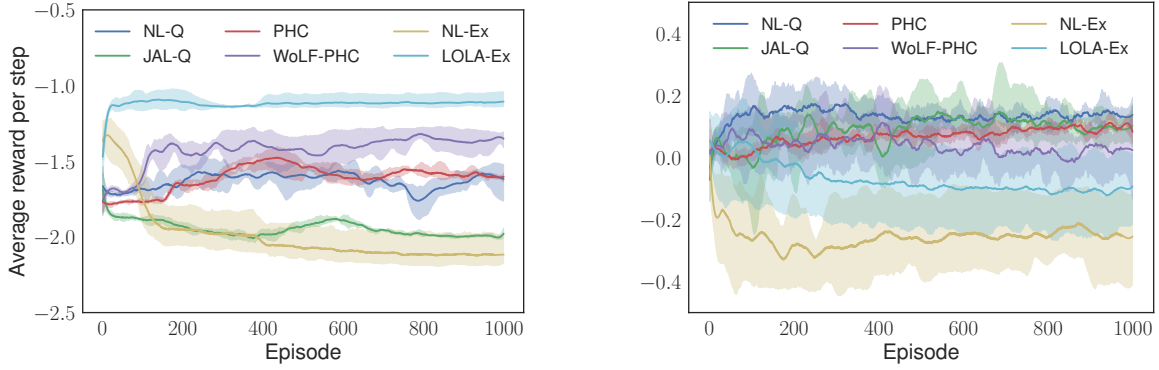 NL-Q PHC NL-Ex
JAL-Q WoLF-PHC LOLA-Ex
Average reward per step
−0.5
−1.0
−1.5
−2.0
−2.5
0 200 400 600 800 1000
Episode
NL-Q PHC NL-Ex
JAL-Q WoLF-PHC LOLA-Ex
0.4
0.2
0.0
−0.2
−0.4
0 200 400 600 800 1000
Episode